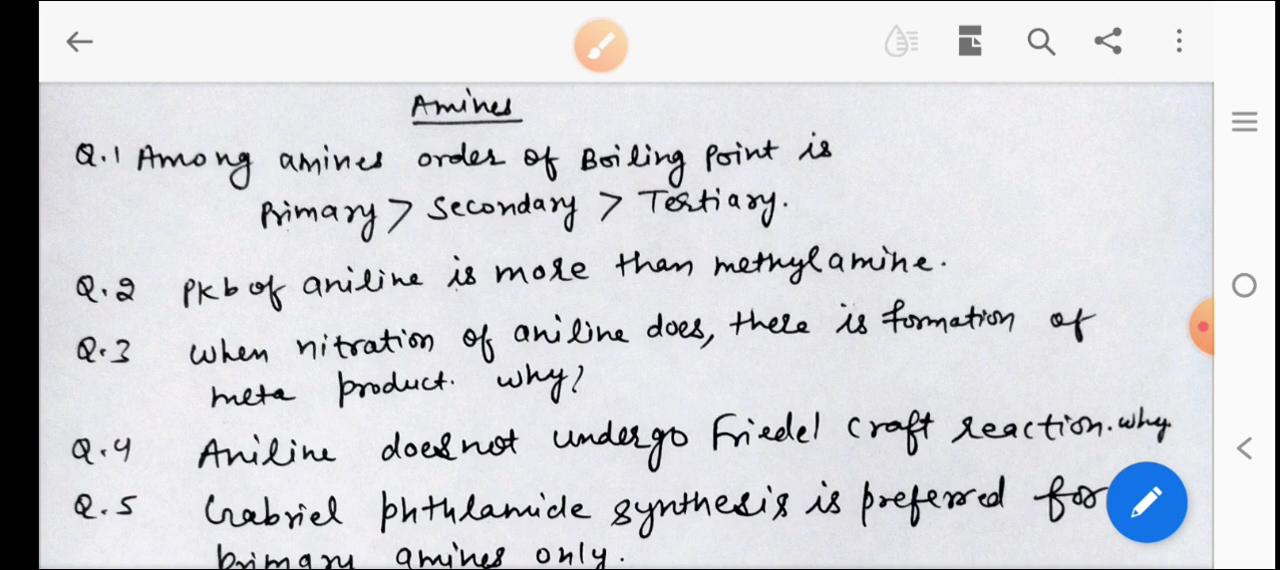 Amines
Q.1 Among amines order of Boiling Point is
Primary > Secondary > Tertiary.
Q.2 Pkb of aniline is more than methylamine.
Q.3 When nitration of aniline does, there is formation of
meta product. Why?
Q.4 Aniline does not undergo Friedel Craft reaction. Why.
Q.5 Gabriel phthlamide synthesis is preferred for
primary amines only.